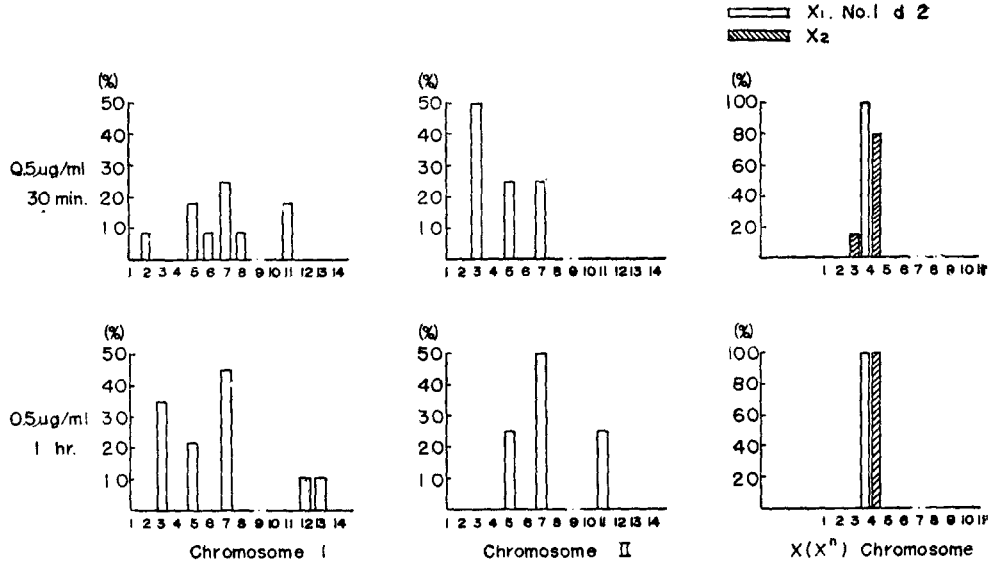 X1, No.1 d 2
X2
(%) (%) (%)
50 50 100
40 40 80
0.5µg/ml 30 30 60
30 min. 20 20 40
10 10 20
1 2 3 4 5 6 7 8 9 10 11 12 13 14 1 2 3 4 5 6 7 8 9 10 11 12 13 14 1 2 3 4 5 6 7 8 9 10
(%) (%) (%)
50 50 100
40 40 80
0.5µg/ml 30 30 60
1 hr. 20 20 40
10 10 20
1 2 3 4 5 6 7 8 9 10 11 12 13 14 1 2 3 4 5 6 7 8 9 10 11 12 13 14 1 2 3 4 5 6 7 8 9 10
Chromosome I Chromosome II X(Xⁿ) Chromosome